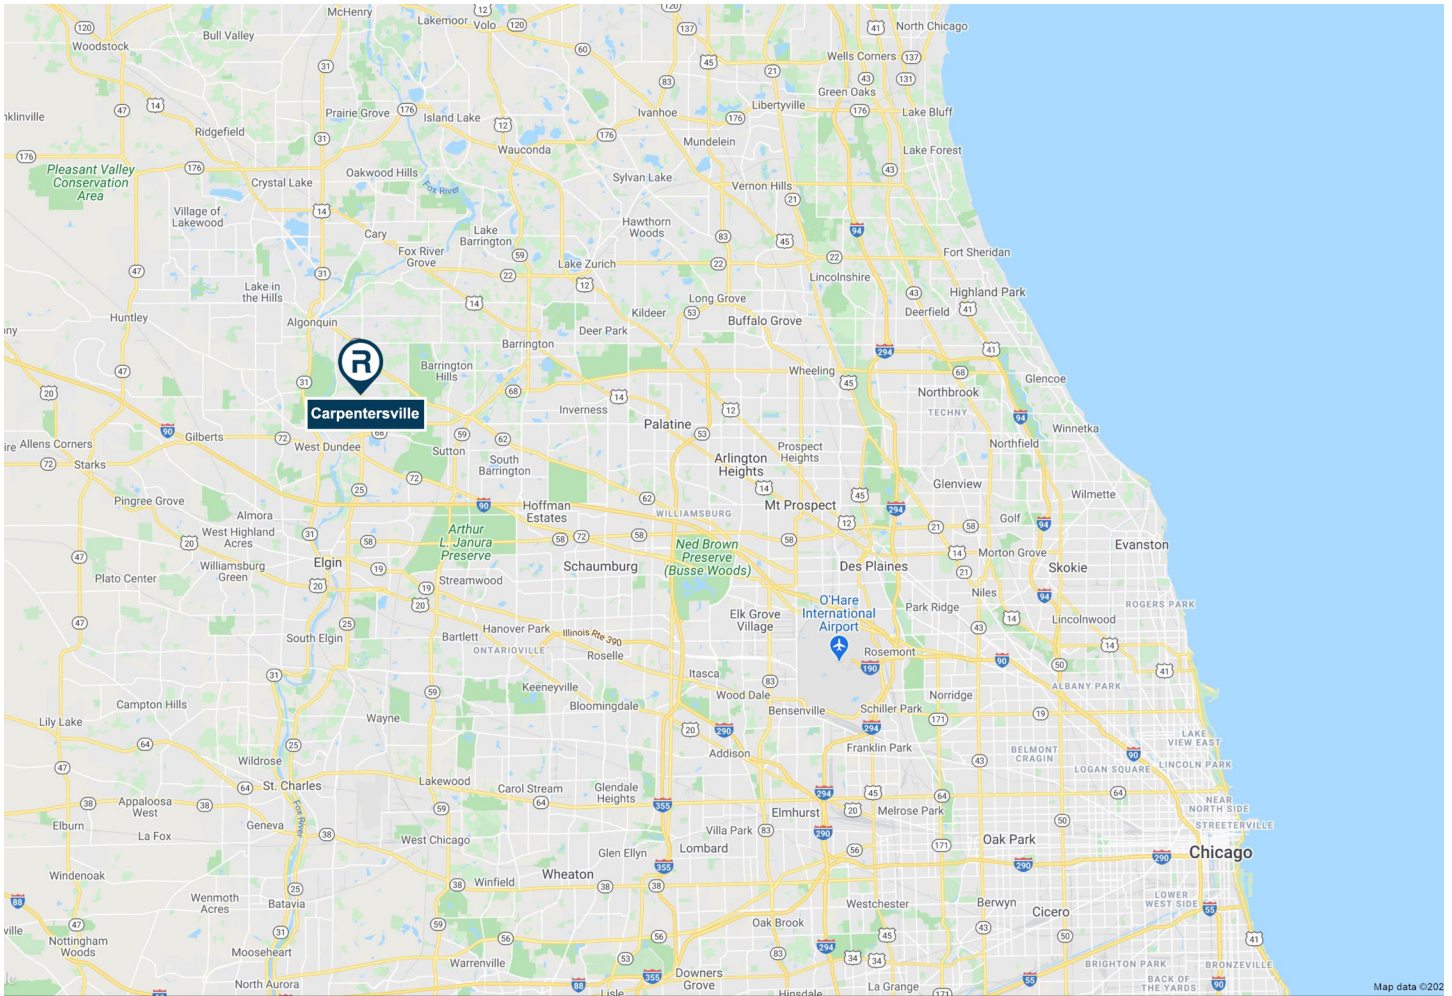 McHenry
Lakemoor
Volo
North Chicago
Woodstock
Bull Valley
Wells Corners
Green Oaks
Libertyville
Lake Bluff
Prairie Grove
Island Lake
Ivanhoe
nklinville
Ridgefield
Wauconda
Mundelein
Lake Forest
Pleasant Valley
Conservation
Area
Crystal Lake
Oakwood Hills
Fox River
Sylvan Lake
Vernon Hills
Village of
Lakewood
Cary
Lake
Barrington
Hawthorn
Woods
Fox River
Grove
Lake Zurich
Fort Sheridan
Lincolnshire
Lake in
the Hills
Long Grove
Highland Park
Huntley
Algonquin
Kildeer
Deerfield
Buffalo Grove
Deer Park
Barrington
R
Barrington
Hills
Wheeling
Glencoe
Northbrook
Carpentersville
Inverness
TECHNY
Palatine
Winnetka
Allens Corners
Gilberts
West Dundee
Sutton
Prospect
Heights
Northfield
Starks
South
Barrington
Arlington
Heights
Glenview
Pingree Grove
Hoffman
Estates
Mt Prospect
Wilmette
Almora
WILLIAMSBURG
Golf
West Highland
Acres
Arthur
L. Janura
Preserve
Ned Brown
Preserve
(Busse Woods)
Evanston
Morton Grove
Elgin
Williamsburg
Green
Schaumburg
Des Plaines
Skokie
Plato Center
Streamwood
Niles
O'Hare
International
Airport
Park Ridge
ROGERS PARK
Elk Grove
Village
Lincolnwood
Hanover Park
Illinois Rte 390
South Elgin
Bartlett
ONTARIOVILLE
Roselle
Rosemont
Itasca
Keeneyville
Wood Dale
Norridge
ALBANY PARK
Campton Hills
Bloomingdale
Bensenville
Schiller Park
Lily Lake
Wayne
Franklin Park
LAKE
VIEW EAST
Addison
BELMONT
CRAGIN
Wildrose
LOGAN SQUARE
LINCOLN PARK
St. Charles
Lakewood
Carol Stream
Glendale
Heights
Fox River
Appaloosa
West
Elmhurst
Melrose Park
NEAR
NORTH SIDE
Elburn
La Fox
Geneva
Villa Park
STREETERVILLE
West Chicago
Oak Park
Glen Ellyn
Lombard
Chicago
Windenoak
Wheaton
Winfield
Wenmoth
Acres
Batavia
Westchester
Berwyn
LOWER
WEST SIDE
Cicero
Oak Brook
ville
Nottingham
Woods
Mooseheart
Warrenville
BRIGHTON PARK
BRONZEVILLE
North Aurora
Downers
Grove
Lisle
Hinsdale
La Grange
BACK OF
THE YARDS
Map data ©202